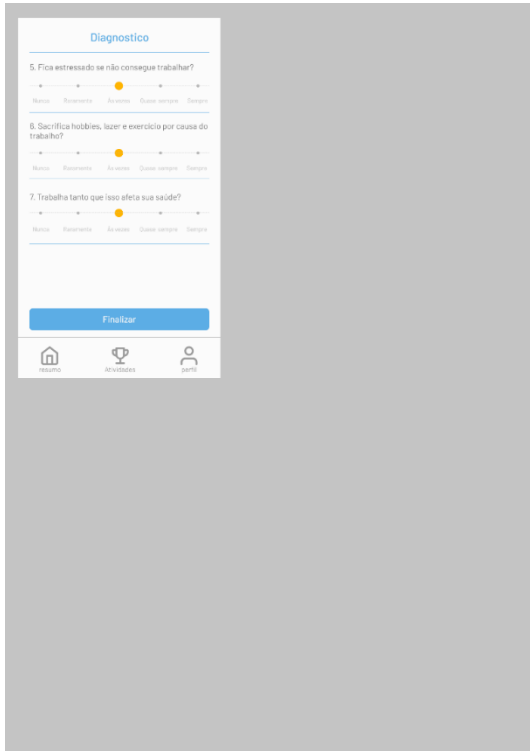 Diagnostico
5. Fica estressado se não consegue trabalhar?
Nunca Raramente Às vezes Quase sempre Sempre
6. Sacrifica hobbies, lazer e exercício por causa do
trabalho?
Nunca Raramente Às vezes Quase sempre Sempre
7. Trabalha tanto que isso afeta sua saúde?
Nunca Raramente Às vezes Quase sempre Sempre
Finalizar
resumo Atividades perfil